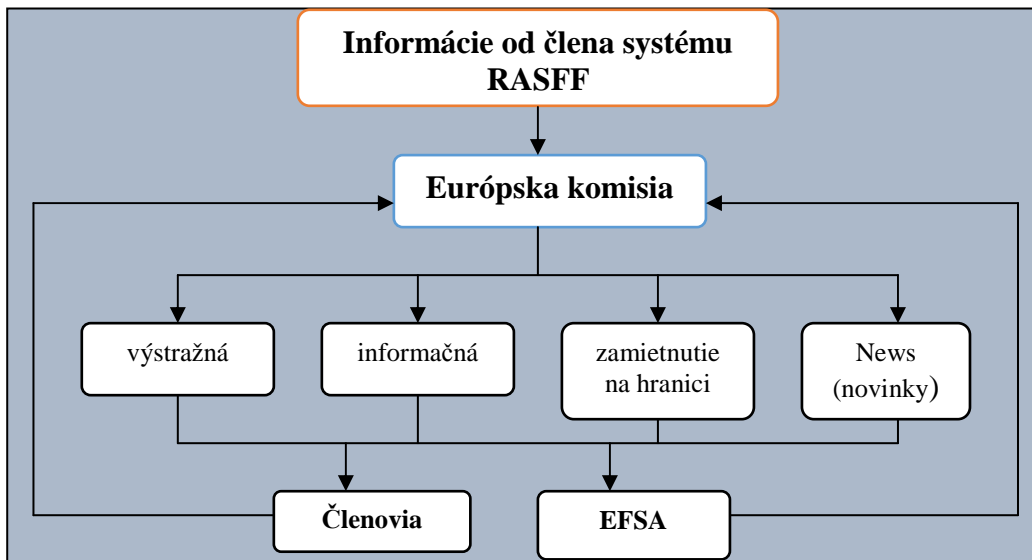 Informácie od člena systému
RASFF
Európska komisia
výstražná
informačná
zamietnutie
na hranici
News
(novinky)
Členovia
EFSA